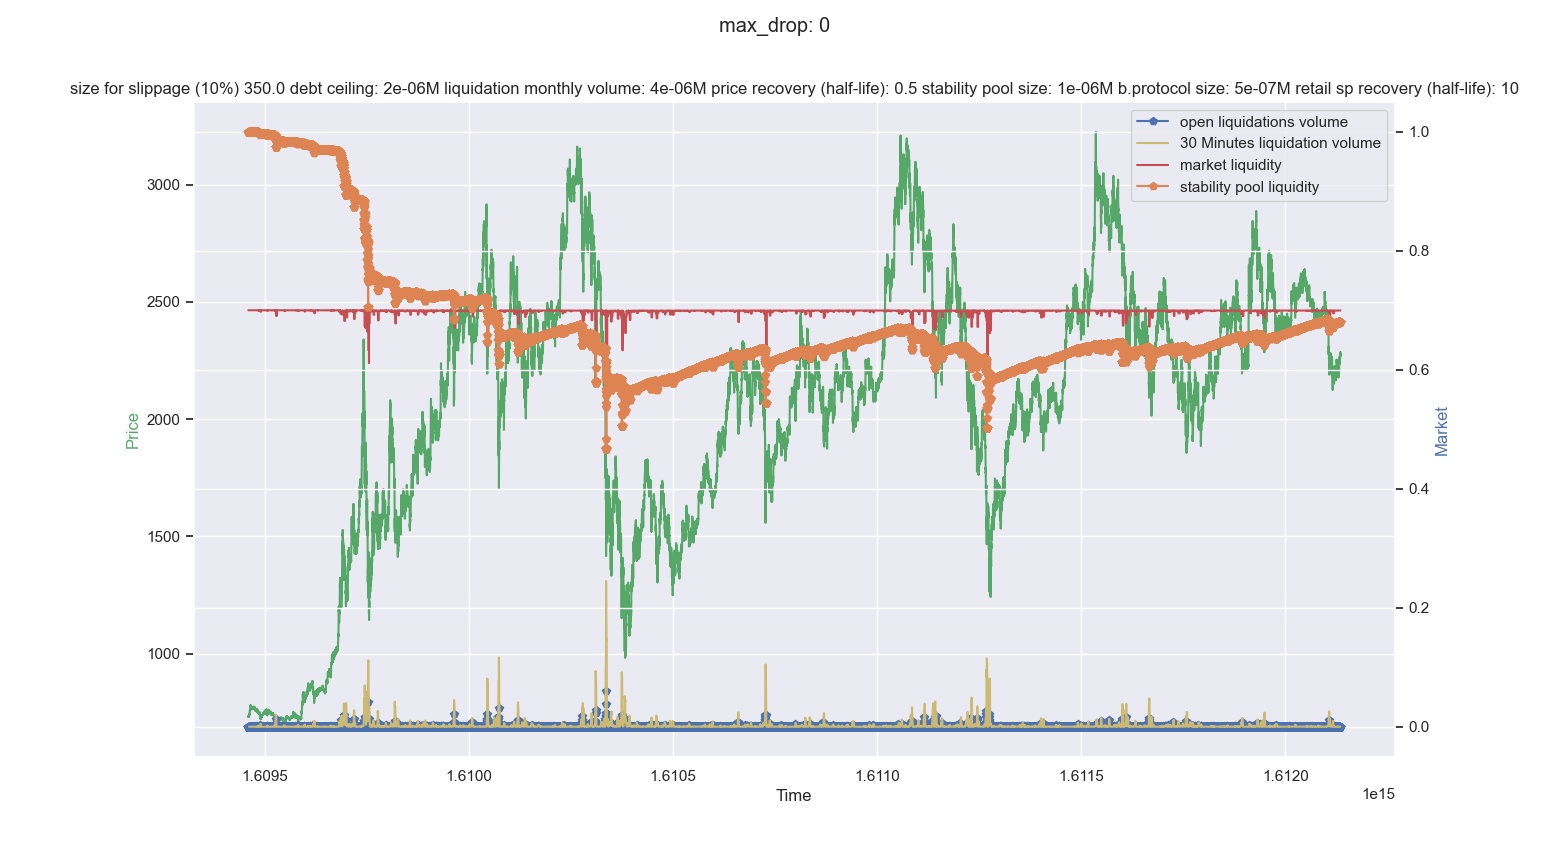 max_drop: 0
size for slippage (10%) 350.0 debt ceiling: 2e-06M liquidation monthly volume: 4e-06M price recovery (half-life): 0.5 stability pool size: 1e-06M b.protocol size: 5e-07M retail sp recovery (half-life): 10
open liquidations volume
30 Minutes liquidation volume
market liquidity
stability pool liquidity
3000
2500
2000
1500
1000
Price
1.0
0.8
0.6
0.4
0.2
0.0
Market
1.6095 1.6100 1.6105 1.6110 1.6115 1.6120
Time
1e15